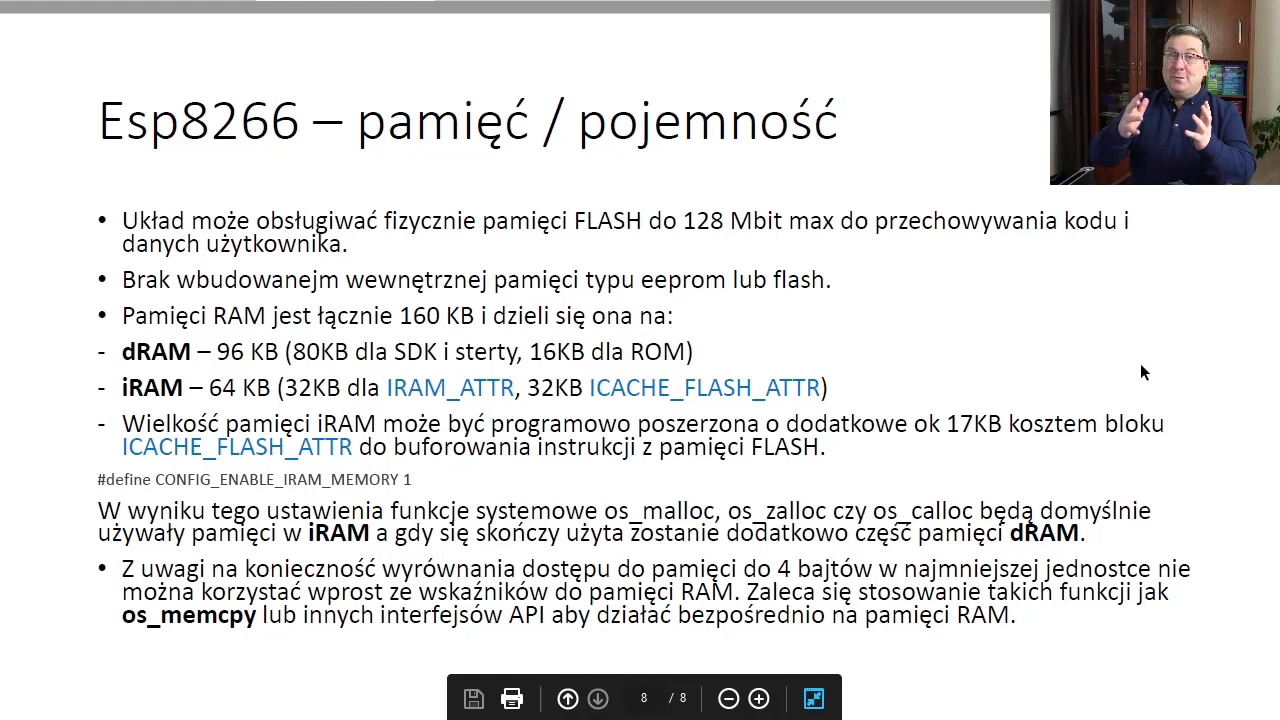 Esp8266 – pamięć / pojemność
• Układ może obsługiwać fizycznie pamięci FLASH do 128 Mbit max do przechowywania kodu i
danych użytkownika.
• Brak wbudowanejm wewnętrznej pamięci typu eeprom lub flash.
• Pamięci RAM jest łącznie 160 KB i dzieli się ona na:
- dRAM – 96 KB (80KB dla SDK i sterty, 16KB dla ROM)
- iRAM – 64 KB (32KB dla IRAM_ATTR, 32KB ICACHE_FLASH_ATTR)
- Wielkość pamięci iRAM może być programowo poszerzona o dodatkowe ok 17KB kosztem bloku
ICACHE_FLASH_ATTR do buforowania instrukcji z pamięci FLASH.
#define CONFIG_ENABLE_IRAM_MEMORY 1
W wyniku tego ustawienia funkcje systemowe os_malloc, os_zalloc czy os_calloc będą domyślnie
używały pamięci w iRAM a gdy się skończy użyta zostanie dodatkowo część pamięci dRAM.
• Z uwagi na konieczność wyrównania dostępu do pamięci do 4 bajtów w najmniejszej jednostce nie
można korzystać wprost ze wskaźników do pamięci RAM. Zaleca się stosowanie takich funkcji jak
os_memcpy lub innych interfejsów API aby działać bezpośrednio na pamięci RAM.
8 / 8